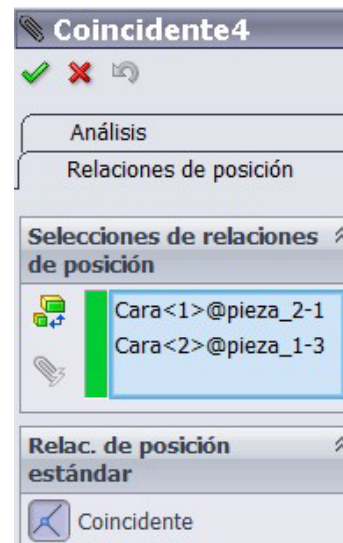 Coincidente4
Análisis
Relaciones de posición
Selecciones de relaciones
de posición
Cara<1>@pieza_2-1
Cara<2>@pieza_1-3
Relac. de posición
estándar
Coincidente